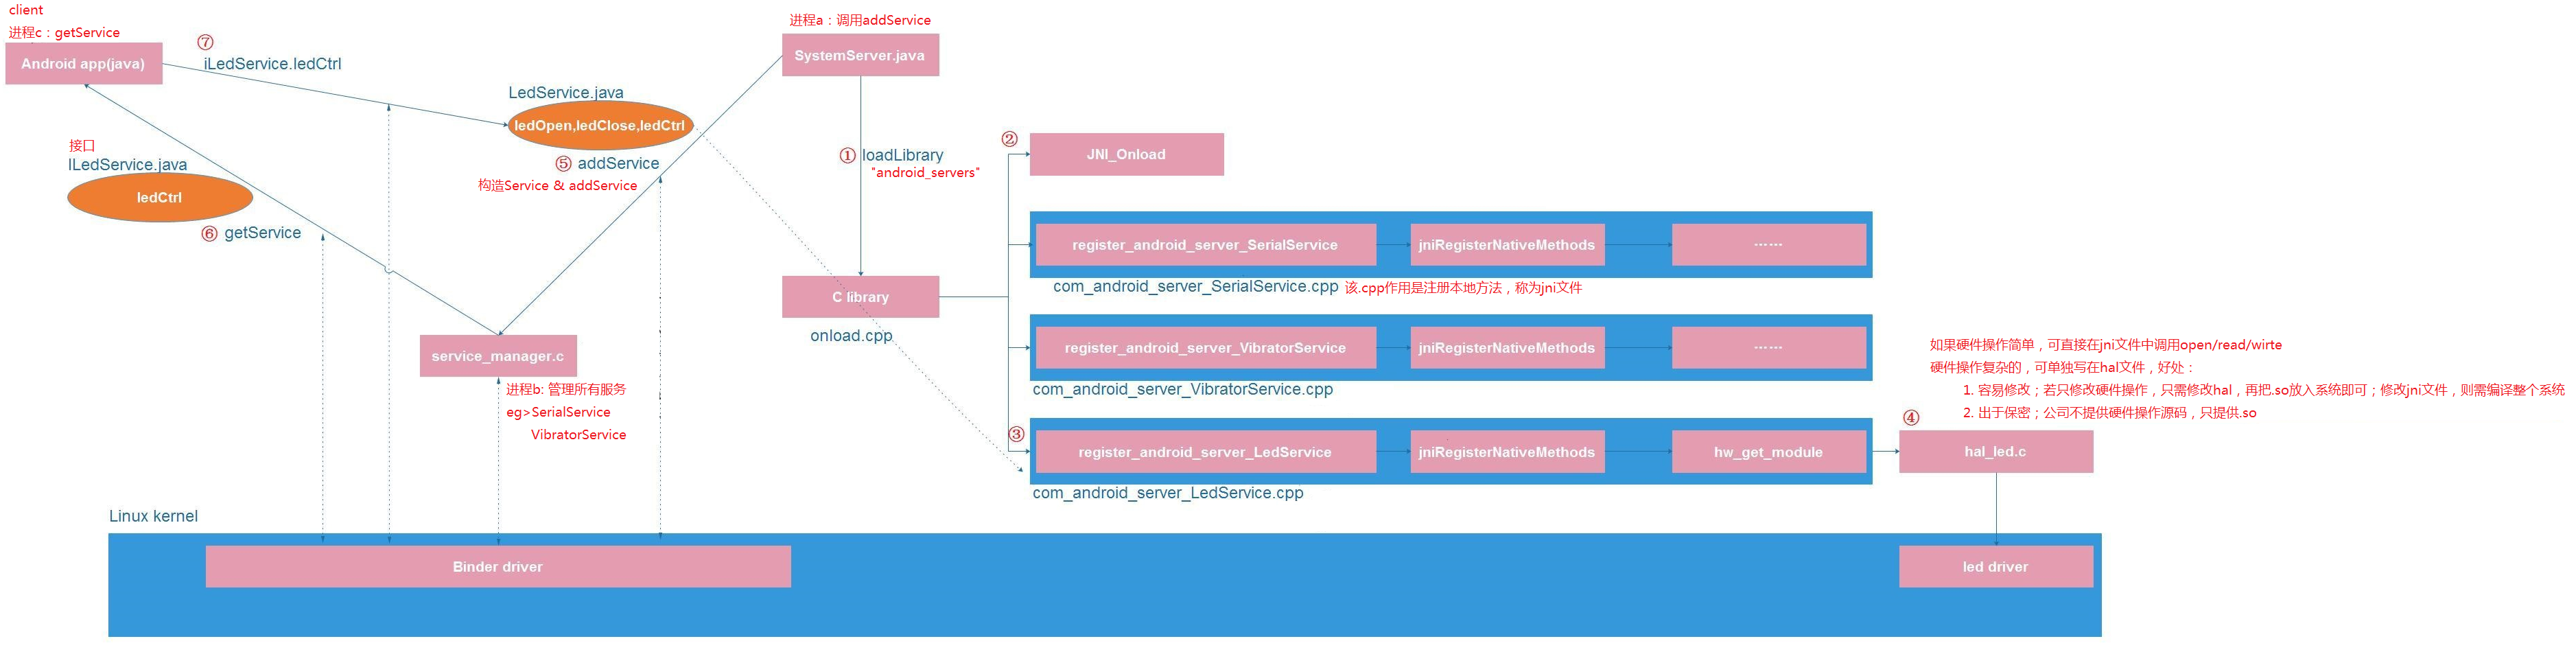 client
进程c：getService
Android app(java)
⑦
iLedService.ledCtrl
接口
ILedService.java
ledCtrl
⑥ getService
LedService.java
ledOpen,ledClose,ledCtrl
⑤ addService
构造Service & addService
进程a：调用addService
SystemServer.java
① loadLibrary
"android_servers"
C library
onload.cpp
service_manager.c
进程b: 管理所有服务
eg>SerialService
VibratorService
②
JNI_Onload
register_android_server_SerialService
jniRegisterNativeMethods
······
com_android_server_SerialService.cpp
该.cpp作用是注册本地方法，称为jni文件
register_android_server_VibratorService
jniRegisterNativeMethods
······
com_android_server_VibratorService.cpp
③
register_android_server_LedService
jniRegisterNativeMethods
hw_get_module
com_android_server_LedService.cpp
如果硬件操作简单，可直接在jni文件中调用open/read/wirte
硬件操作复杂的，可单独写在hal文件，好处：
1. 容易修改；若只修改硬件操作，只需修改hal，再把.so放入系统即可；修改jni文件，则需编译整个系统
2. 出于保密；公司不提供硬件操作源码，只提供.so
④
hal_led.c
Linux kernel
Binder driver
led driver